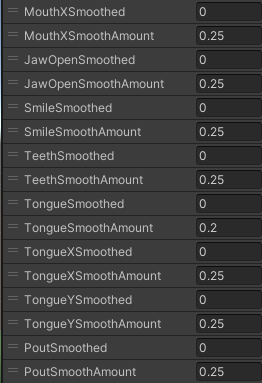 MouthXSmoothed 0
MouthXSmoothAmount 0.25
JawOpenSmoothed 0
JawOpenSmoothAmount 0.25
SmileSmoothed 0
SmileSmoothAmount 0.25
TeethSmoothed 0
TeethSmoothAmount 0.25
TongueSmoothed 0
TongueSmoothAmount 0.2
TongueXSmoothed 0
TongueXSmoothAmount 0.25
TongueYSmoothed 0
TongueYSmoothAmount 0.25
PoutSmoothed 0
PoutSmoothAmount 0.25